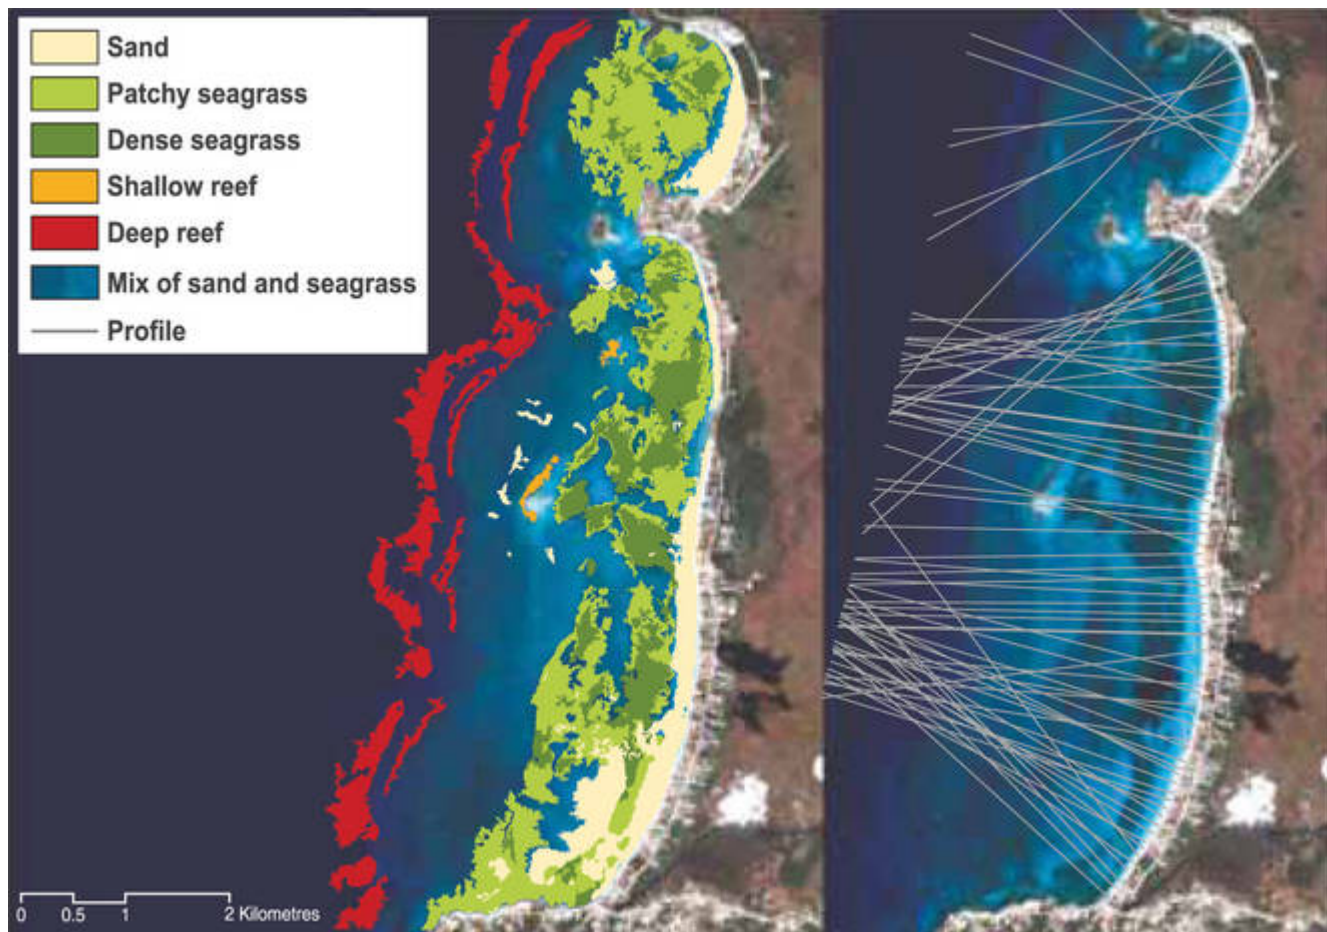 Sand
Patchy seagrass
Dense seagrass
Shallow reef
Deep reef
Mix of sand and seagrass
Profile
0 0.5 1 2 Kilometres